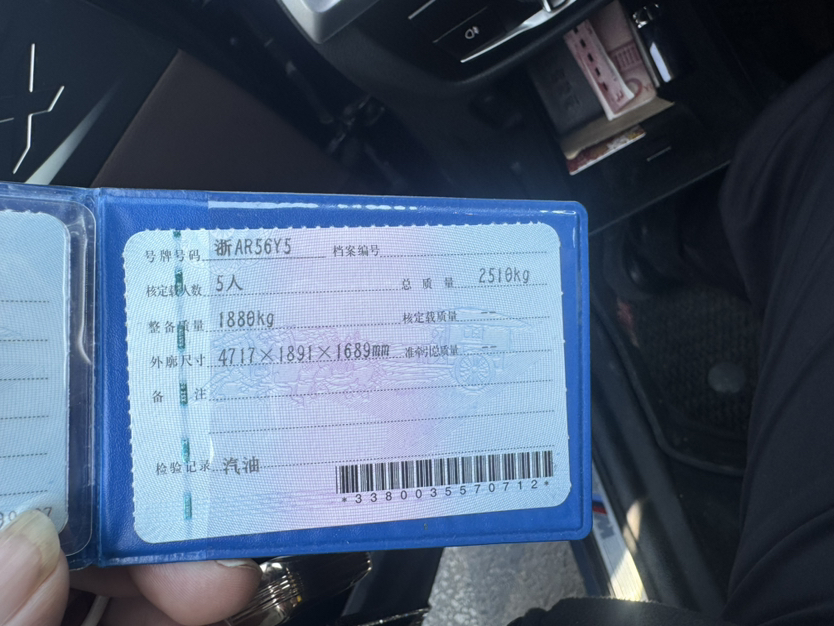 号牌号码 浙AR56Y5 档案编号
核定载人数 5人 总质量 2510kg
整备质量 1880kg 核定载质量 --
外廓尺寸 4717×1891×1689mm 准牵引总质量 --
备注
检验记录 汽油
*3380035570712*